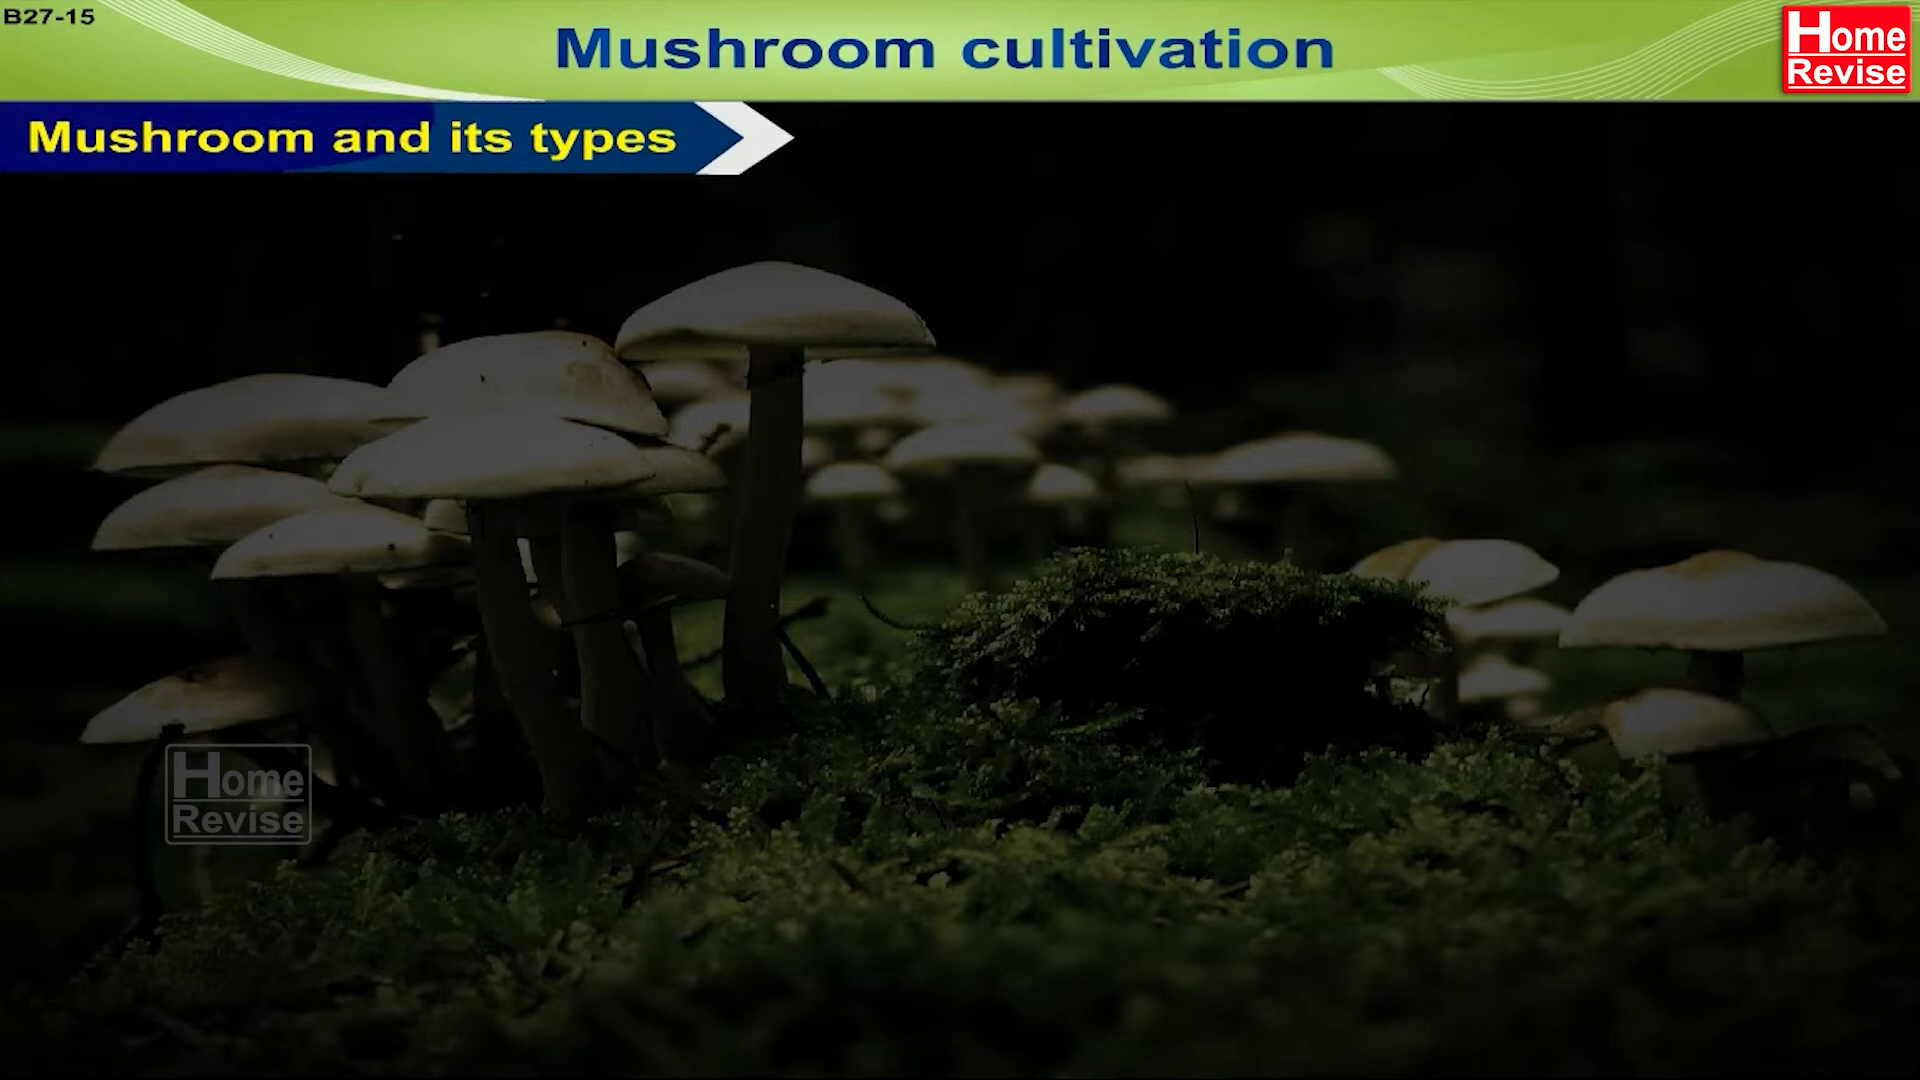 B27-15
Mushroom cultivation
Home
Revise
Mushroom and its types
Home
Revise